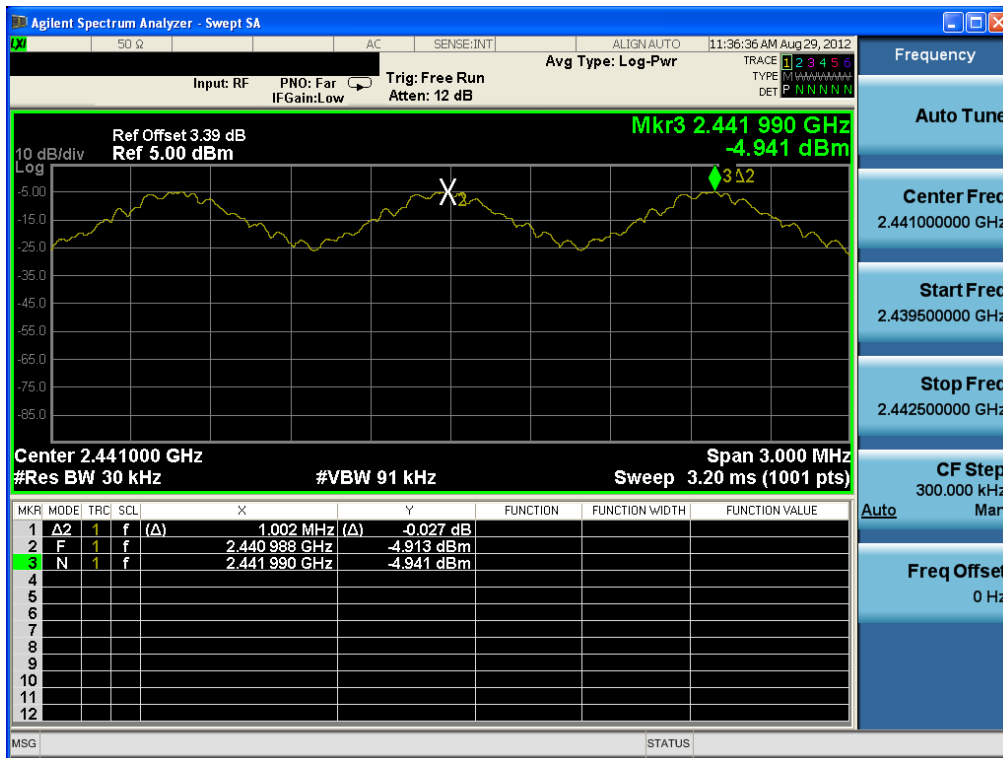 Agilent Spectrum Analyzer - Swept SA
LXI 50 Ω AC SENSE:INT ALIGN AUTO 11:36:36 AM Aug 29, 2012
Input: RF PNO: Far IFGain:Low Trig: Free Run Atten: 12 dB Avg Type: Log-Pwr
TRACE 1 2 3 4 5 6
TYPE M WWWWW
DET P N N N N N
Ref Offset 3.39 dB
10 dB/div Ref 5.00 dBm
Log
Mkr3 2.441 990 GHz
-4.941 dBm
3 Δ2
2
-5.00
-15.0
-25.0
-35.0
-45.0
-55.0
-65.0
-75.0
-85.0
Center 2.441000 GHz Span 3.000 MHz
#Res BW 30 kHz #VBW 91 kHz Sweep 3.20 ms (1001 pts)
MKR MODE TRC SCL X Y FUNCTION FUNCTION WIDTH FUNCTION VALUE
1 Δ2 1 f (Δ) 1.002 MHz (Δ) -0.027 dB
2 F 1 f 2.440 988 GHz -4.913 dBm
3 N 1 f 2.441 990 GHz -4.941 dBm
4
5
6
7
8
9
10
11
12
MSG STATUS
Frequency
Auto Tune
Center Freq
2.441000000 GHz
Start Freq
2.439500000 GHz
Stop Freq
2.442500000 GHz
CF Step
300.000 kHz
Auto Man
Freq Offset
0 Hz